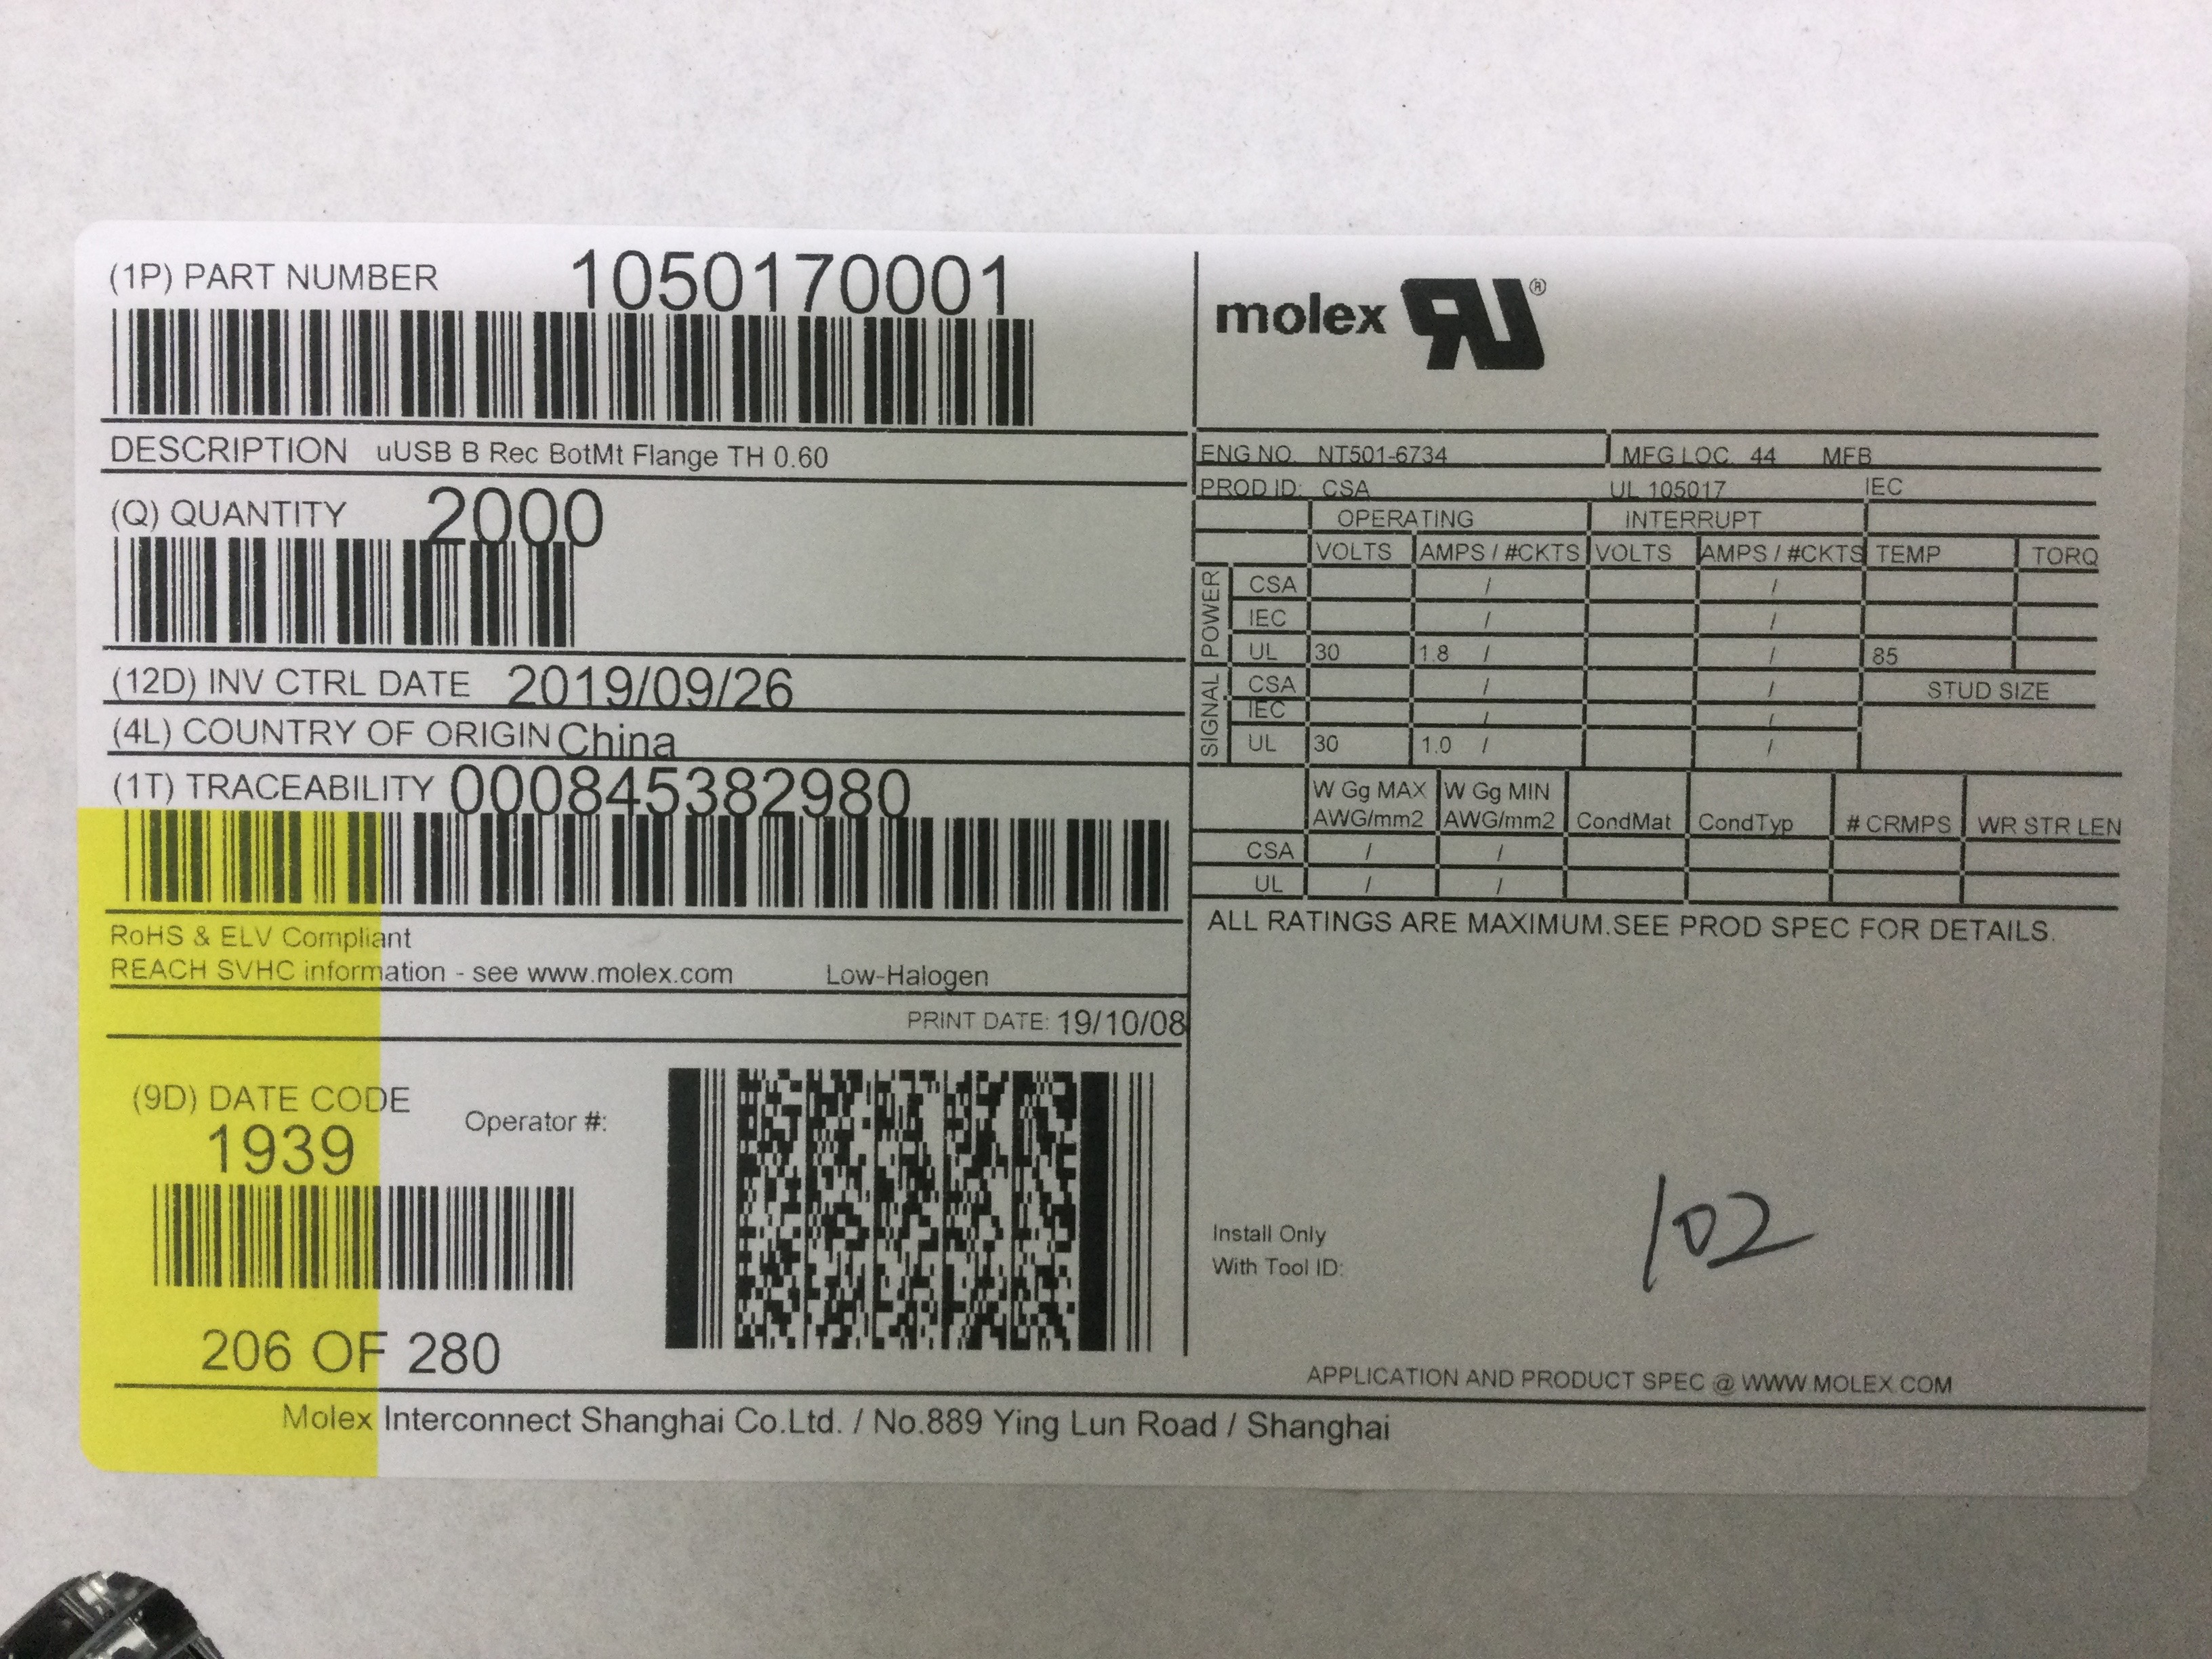 (1P) PART NUMBER 1050170001
DESCRIPTION uUSB B Rec BotMt Flange TH 0.60
(Q) QUANTITY 2000
(12D) INV CTRL DATE 2019/09/26
(4L) COUNTRY OF ORIGIN China
(1T) TRACEABILITY 000845382980
RoHS & ELV Compliant
REACH SVHC information - see www.molex.com Low-Halogen
PRINT DATE: 19/10/08
(9D) DATE CODE
1939
Operator #:
206 OF 280
molex RU ®
ENG NO. NT501-6734 MFG LOC. 44 MFB
PROD ID: CSA UL 105017 IEC
OPERATING INTERRUPT
VOLTS AMPS / #CKTS VOLTS AMPS / #CKTS TEMP TORQ
POWER
CSA / /
IEC / /
UL 30 1.8 / / 85
SIGNAL
CSA / / STUD SIZE
IEC / /
UL 30 1.0 / /
W Gg MAX W Gg MIN
AWG/mm2 AWG/mm2 CondMat CondTyp # CRMPS WR STR LEN
CSA / /
UL / /
ALL RATINGS ARE MAXIMUM.SEE PROD SPEC FOR DETAILS.
102
Install Only
With Tool ID:
APPLICATION AND PRODUCT SPEC @ WWW.MOLEX.COM
Molex Interconnect Shanghai Co.Ltd. / No.889 Ying Lun Road / Shanghai